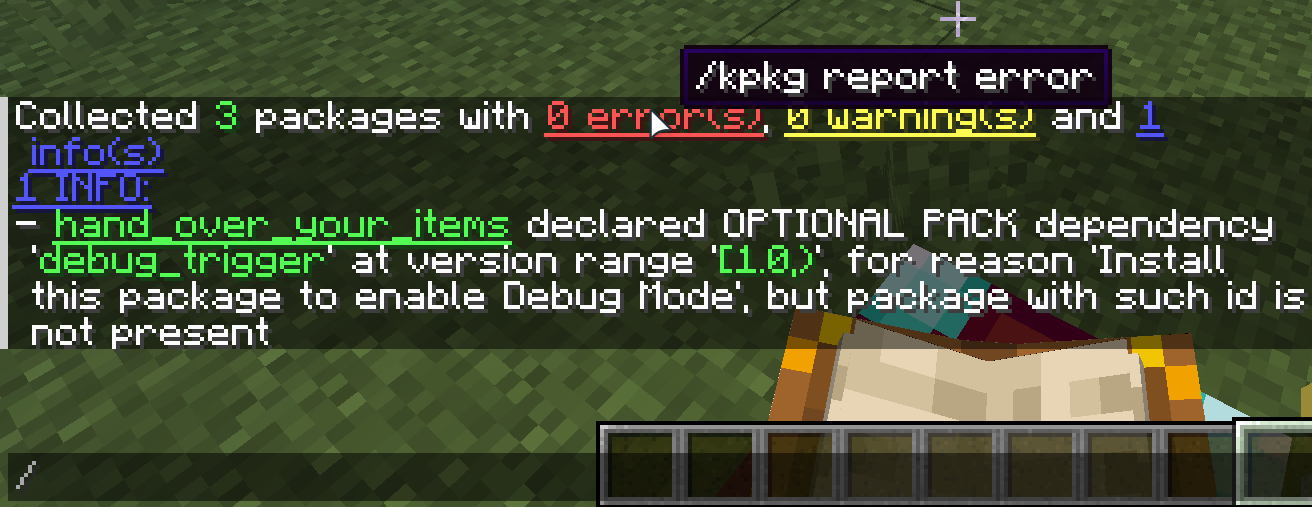 /kpkg report error
Collected 3 packages with 0 error(s), 0 warning(s) and 1
info(s)
1 INFO:
- hand_over_your_items declared OPTIONAL PACK dependency
'debug_trigger' at version range '[1.0,)', for reason 'Install
this package to enable Debug Mode', but package with such id is
not present
/